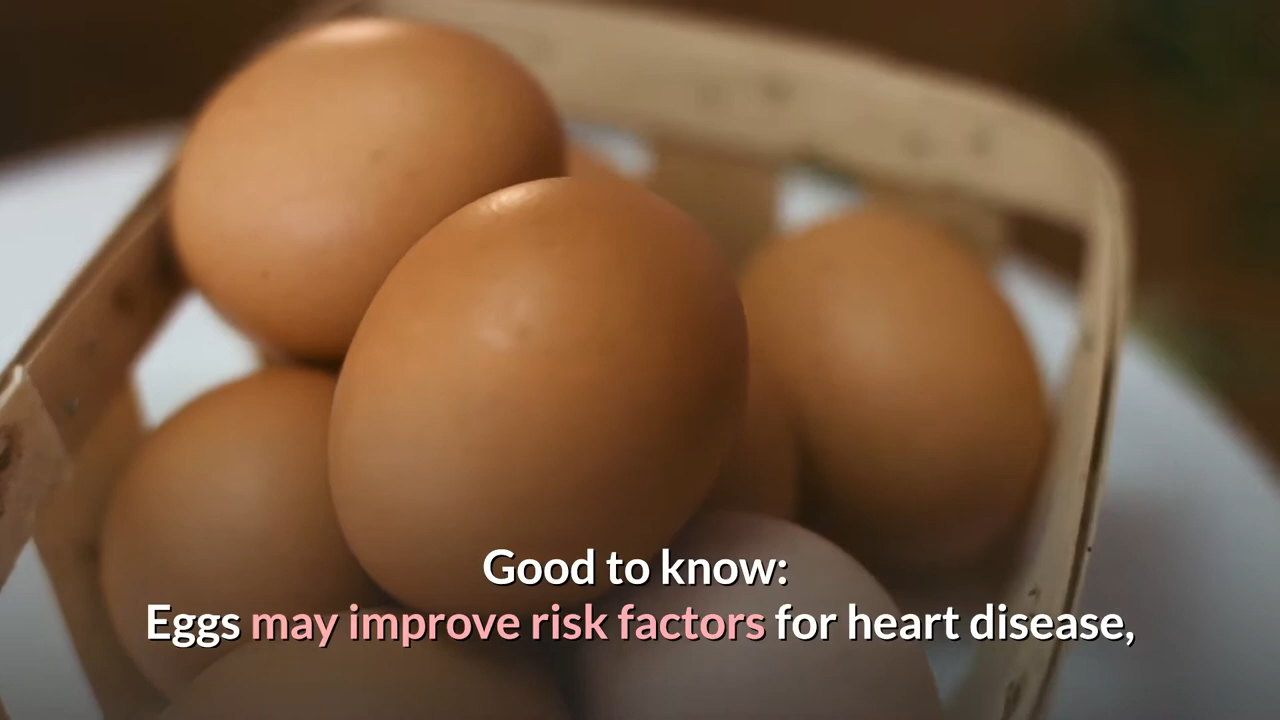 Good to know:
Eggs may improve risk factors for heart disease,